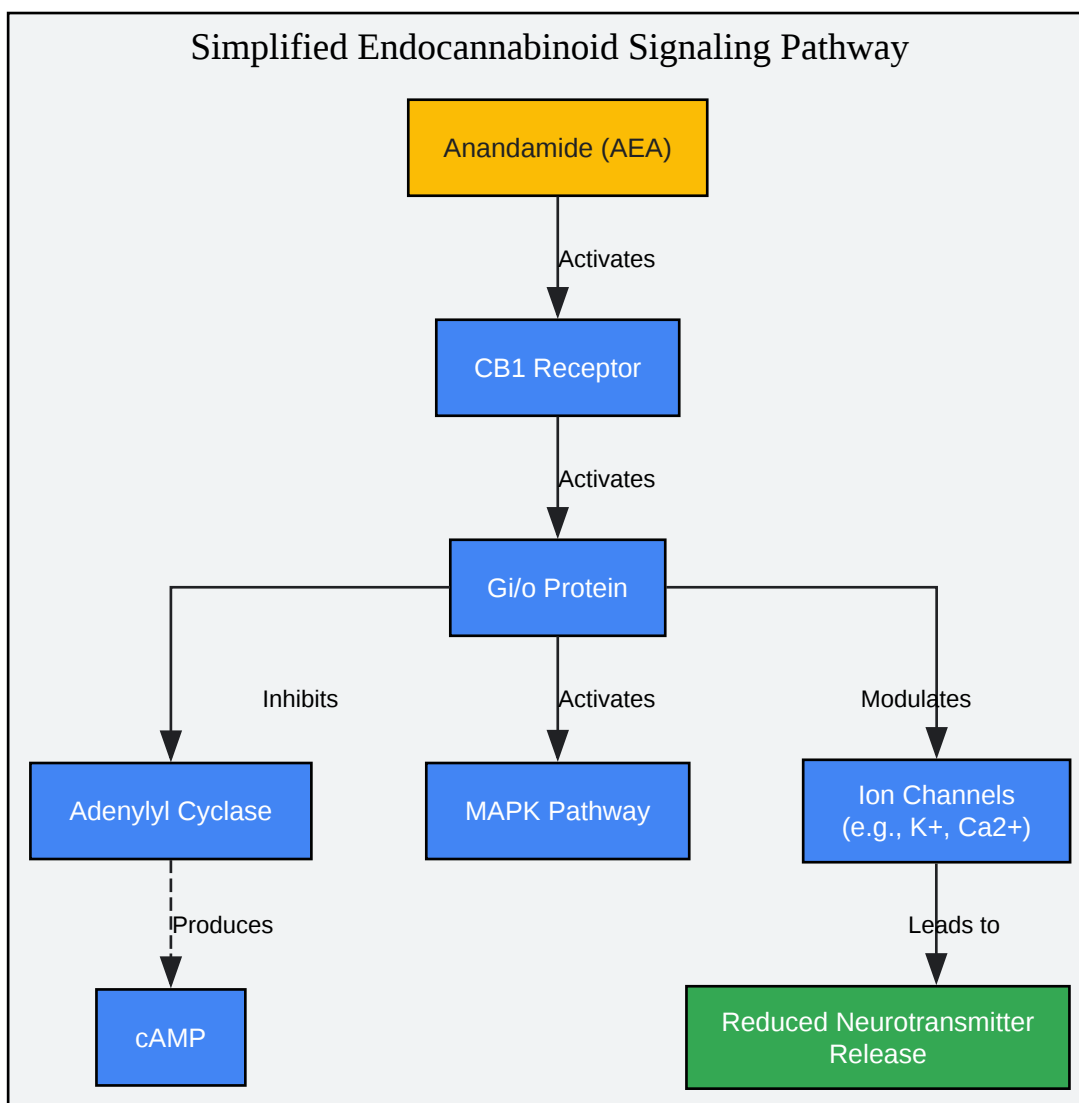 Simplified Endocannabinoid Signaling Pathway
Anandamide (AEA)
Activates
CB1 Receptor
Activates
Gi/o Protein
Inhibits
Activates
Modulates
Adenylyl Cyclase
MAPK Pathway
Ion Channels
(e.g., K+, Ca2+)
Produces
Leads to
cAMP
Reduced Neurotransmitter
Release